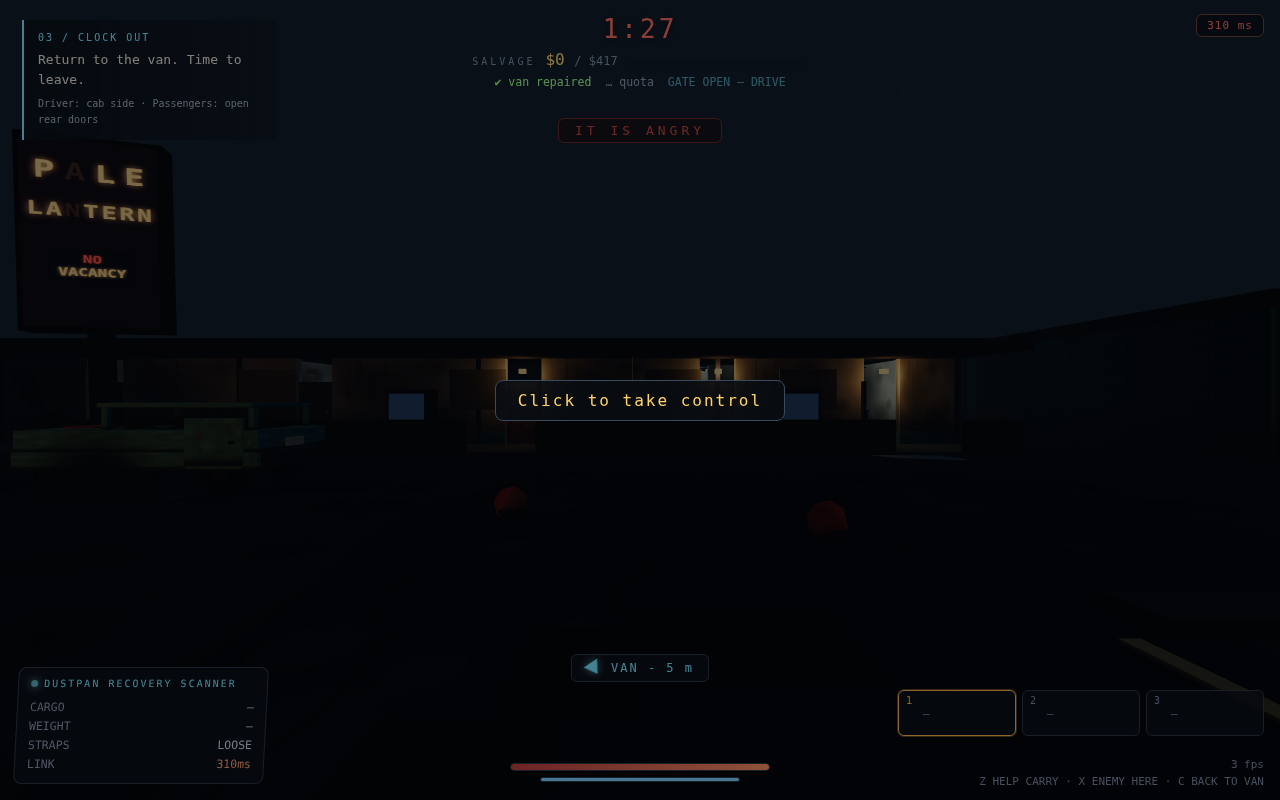 03 / CLOCK OUT
Return to the van. Time to
leave.
Driver: cab side · Passengers: open
rear doors
1:27
SALVAGE $0 / $417
✔ van repaired … quota GATE OPEN — DRIVE
IT IS ANGRY
310 ms
PALE
LANTERN
NO
VACANCY
Click to take control
VAN - 5 m
DUSTPAN RECOVERY SCANNER
CARGO —
WEIGHT —
STRAPS LOOSE
LINK 310ms
1 —
2 —
3 —
3 fps
Z HELP CARRY · X ENEMY HERE · C BACK TO VAN